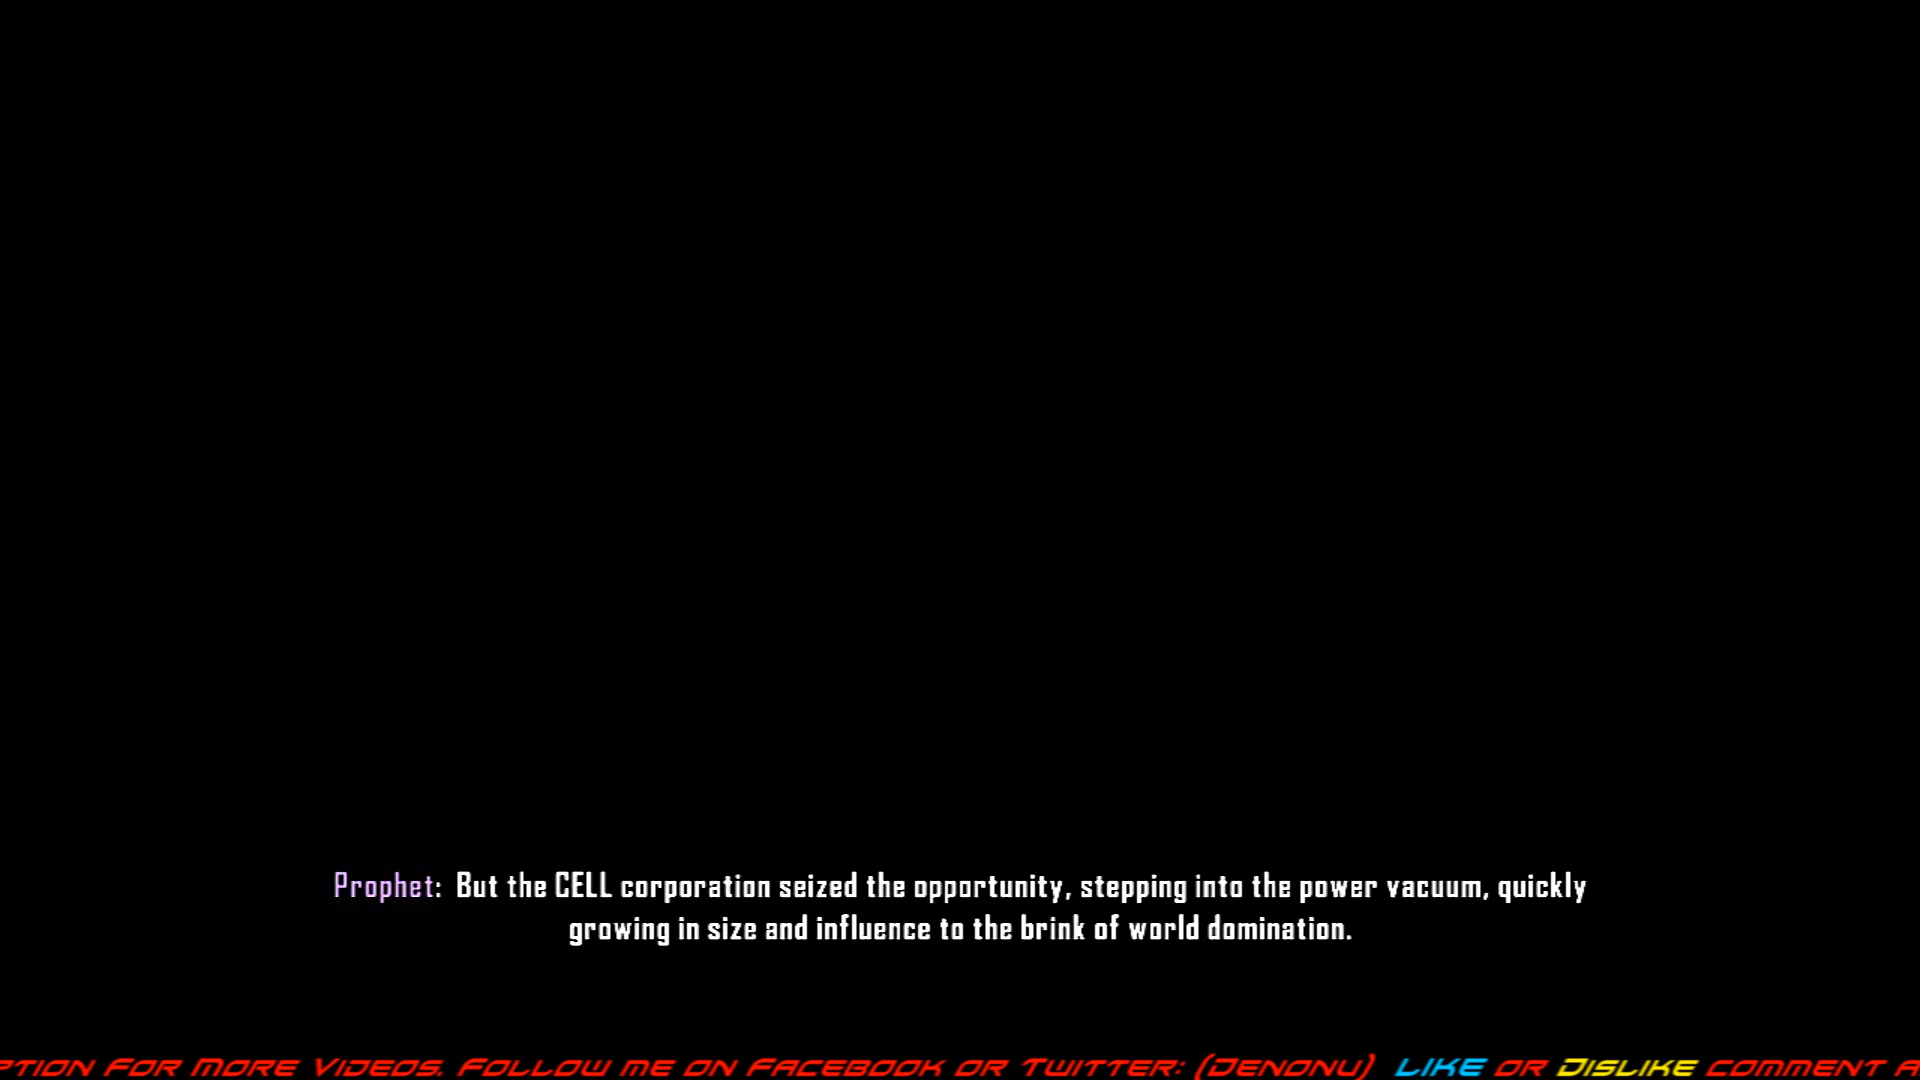 Prophet: But the CELL corporation seized the opportunity, stepping into the power vacuum, quickly
growing in size and influence to the brink of world domination.
ption For More Videos. Follow me on Facebook or Twitter: (Denonu) LIKE or Dislike comment a